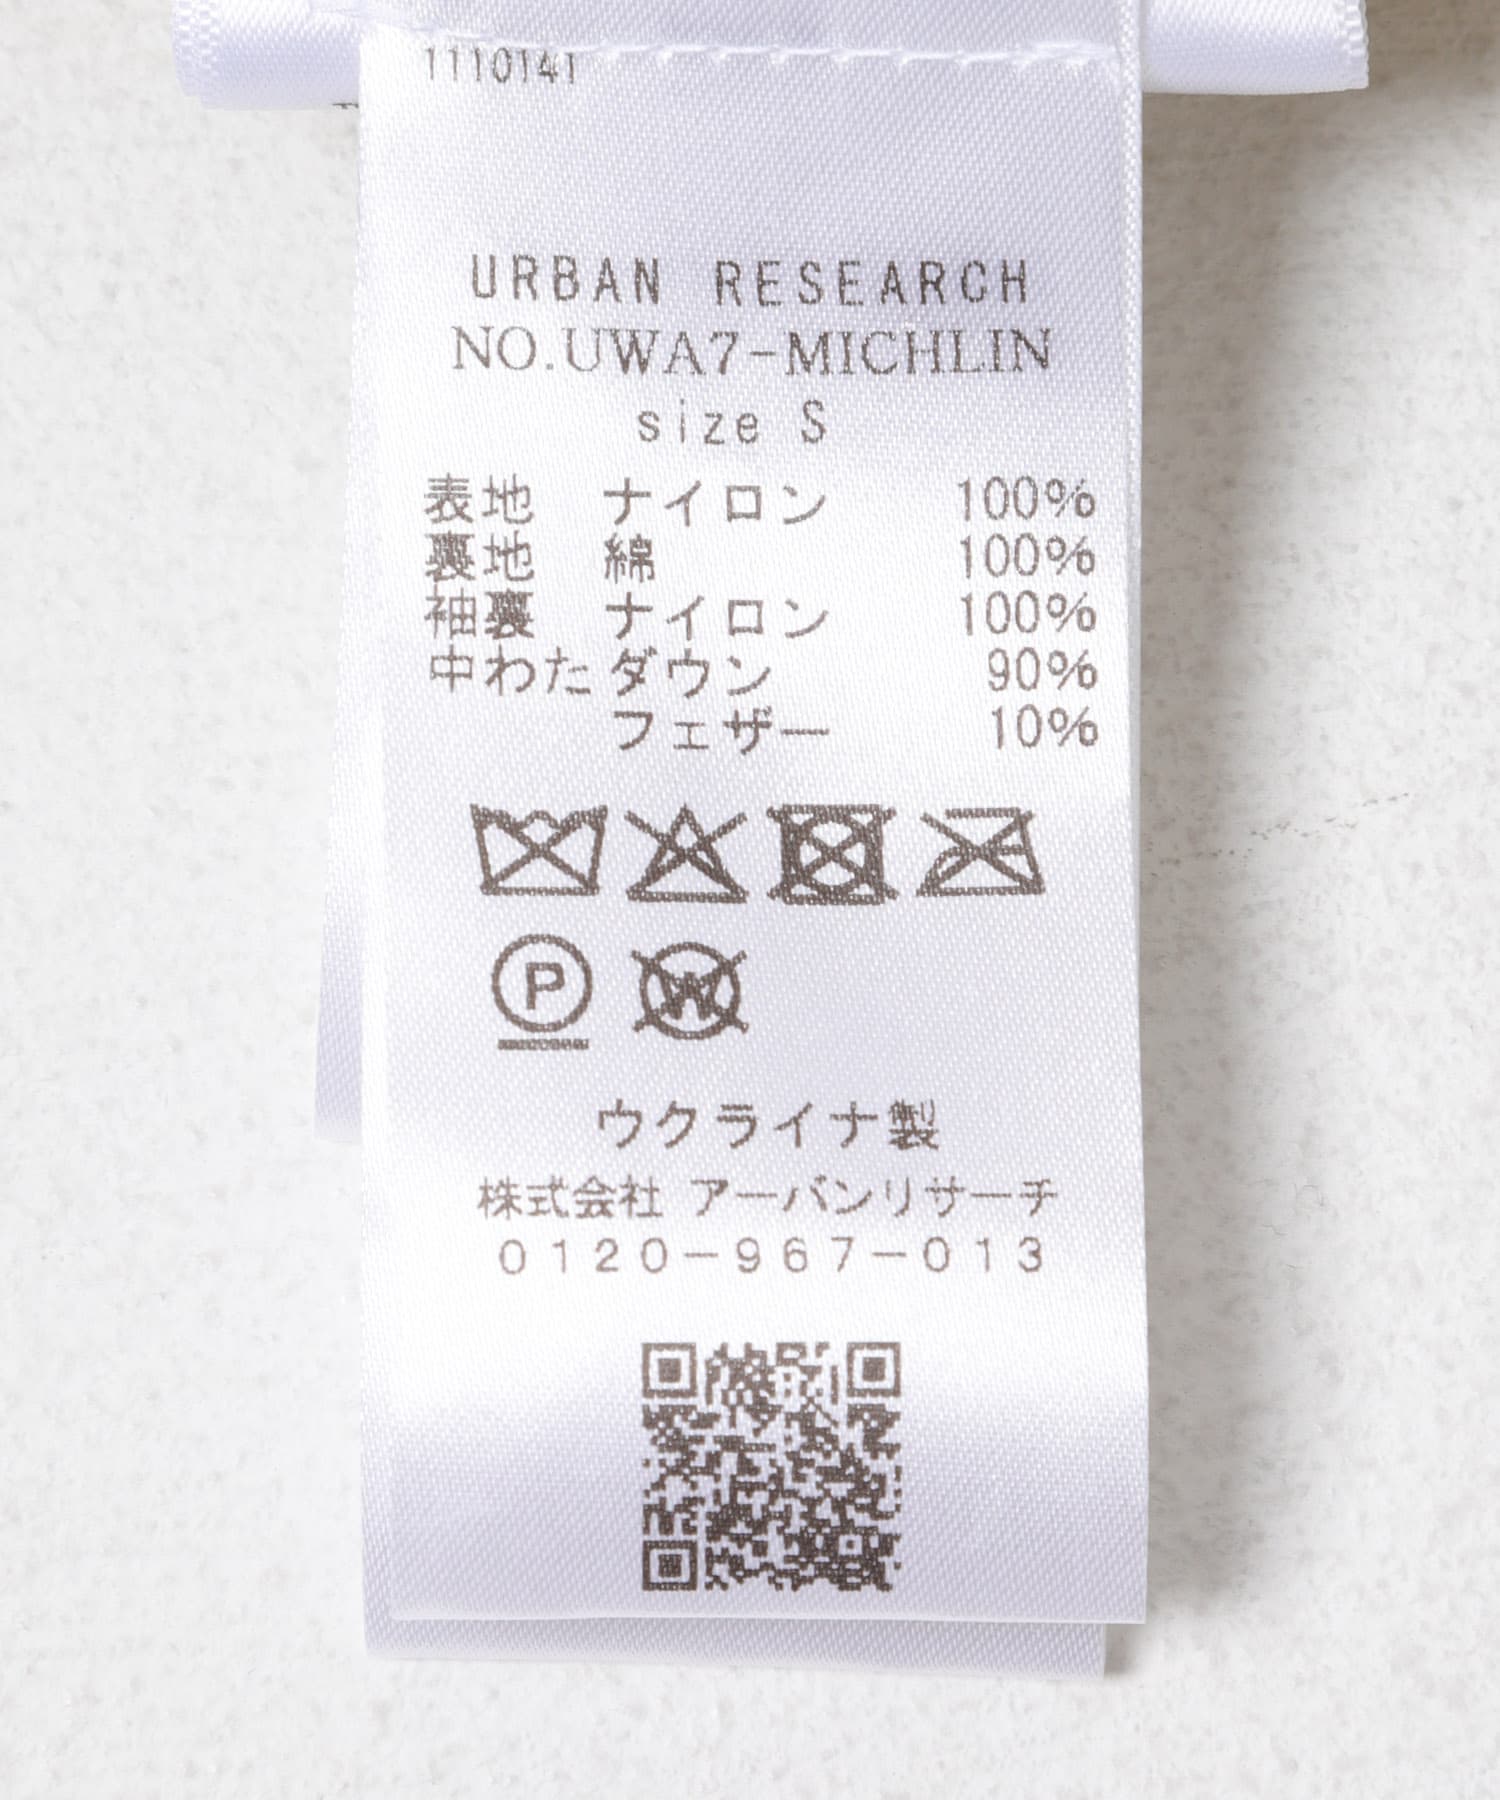 1110141
URBAN RESEARCH
NO.UWA7-MICHLIN
size S
表地 ナイロン 100%
裏地 綿 100%
袖裏 ナイロン 100%
中わた ダウン 90%
フェザー 10%
P W
ウクライナ製
株式会社 アーバンリサーチ
0120-967-013